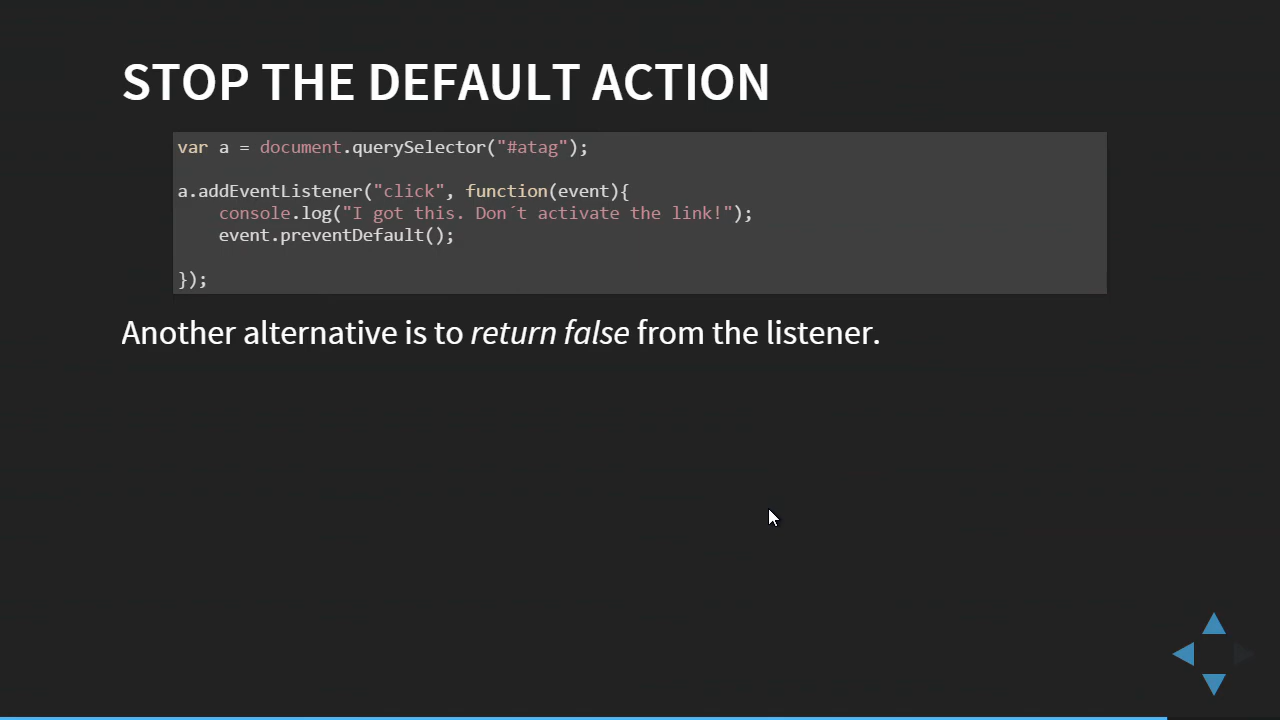 STOP THE DEFAULT ACTION
var a = document.querySelector("#atag");
a.addEventListener("click", function(event){
    console.log("I got this. Don´t activate the link!");
    event.preventDefault();
});
Another alternative is to return false from the listener.